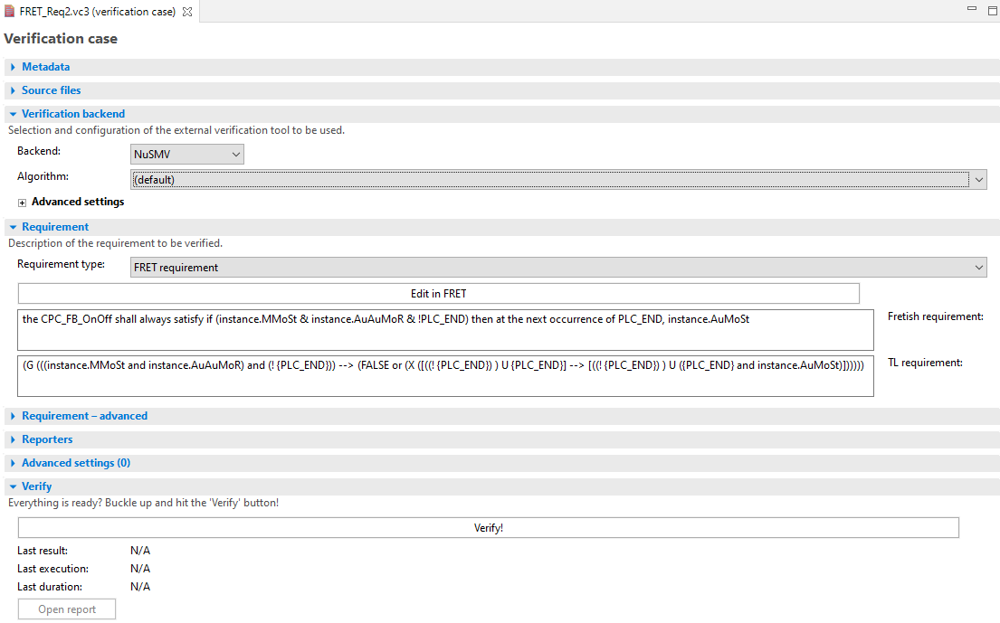 FRET_Req2.vc3 (verification case)
Verification case
Metadata
Source files
Verification backend
Selection and configuration of the external verification tool to be used.
Backend: NuSMV
Algorithm: (default)
Advanced settings
Requirement
Description of the requirement to be verified.
Requirement type: FRET requirement
Edit in FRET
the CPC_FB_OnOff shall always satisfy if (instance.MMoSt & instance.AuAuMoR & !PLC_END) then at the next occurrence of PLC_END, instance.AuMoSt Fretish requirement:
(G (((instance.MMoSt and instance.AuAuMoR) and (! {PLC_END})) --> (FALSE or (X ([((! {PLC_END}) ) U {PLC_END}] --> [((! {PLC_END}) ) U ({PLC_END} and instance.AuMoSt)]))))) TL requirement:
Requirement – advanced
Reporters
Advanced settings (0)
Verify
Everything is ready? Buckle up and hit the 'Verify' button!
Verify!
Last result: N/A
Last execution: N/A
Last duration: N/A
Open report